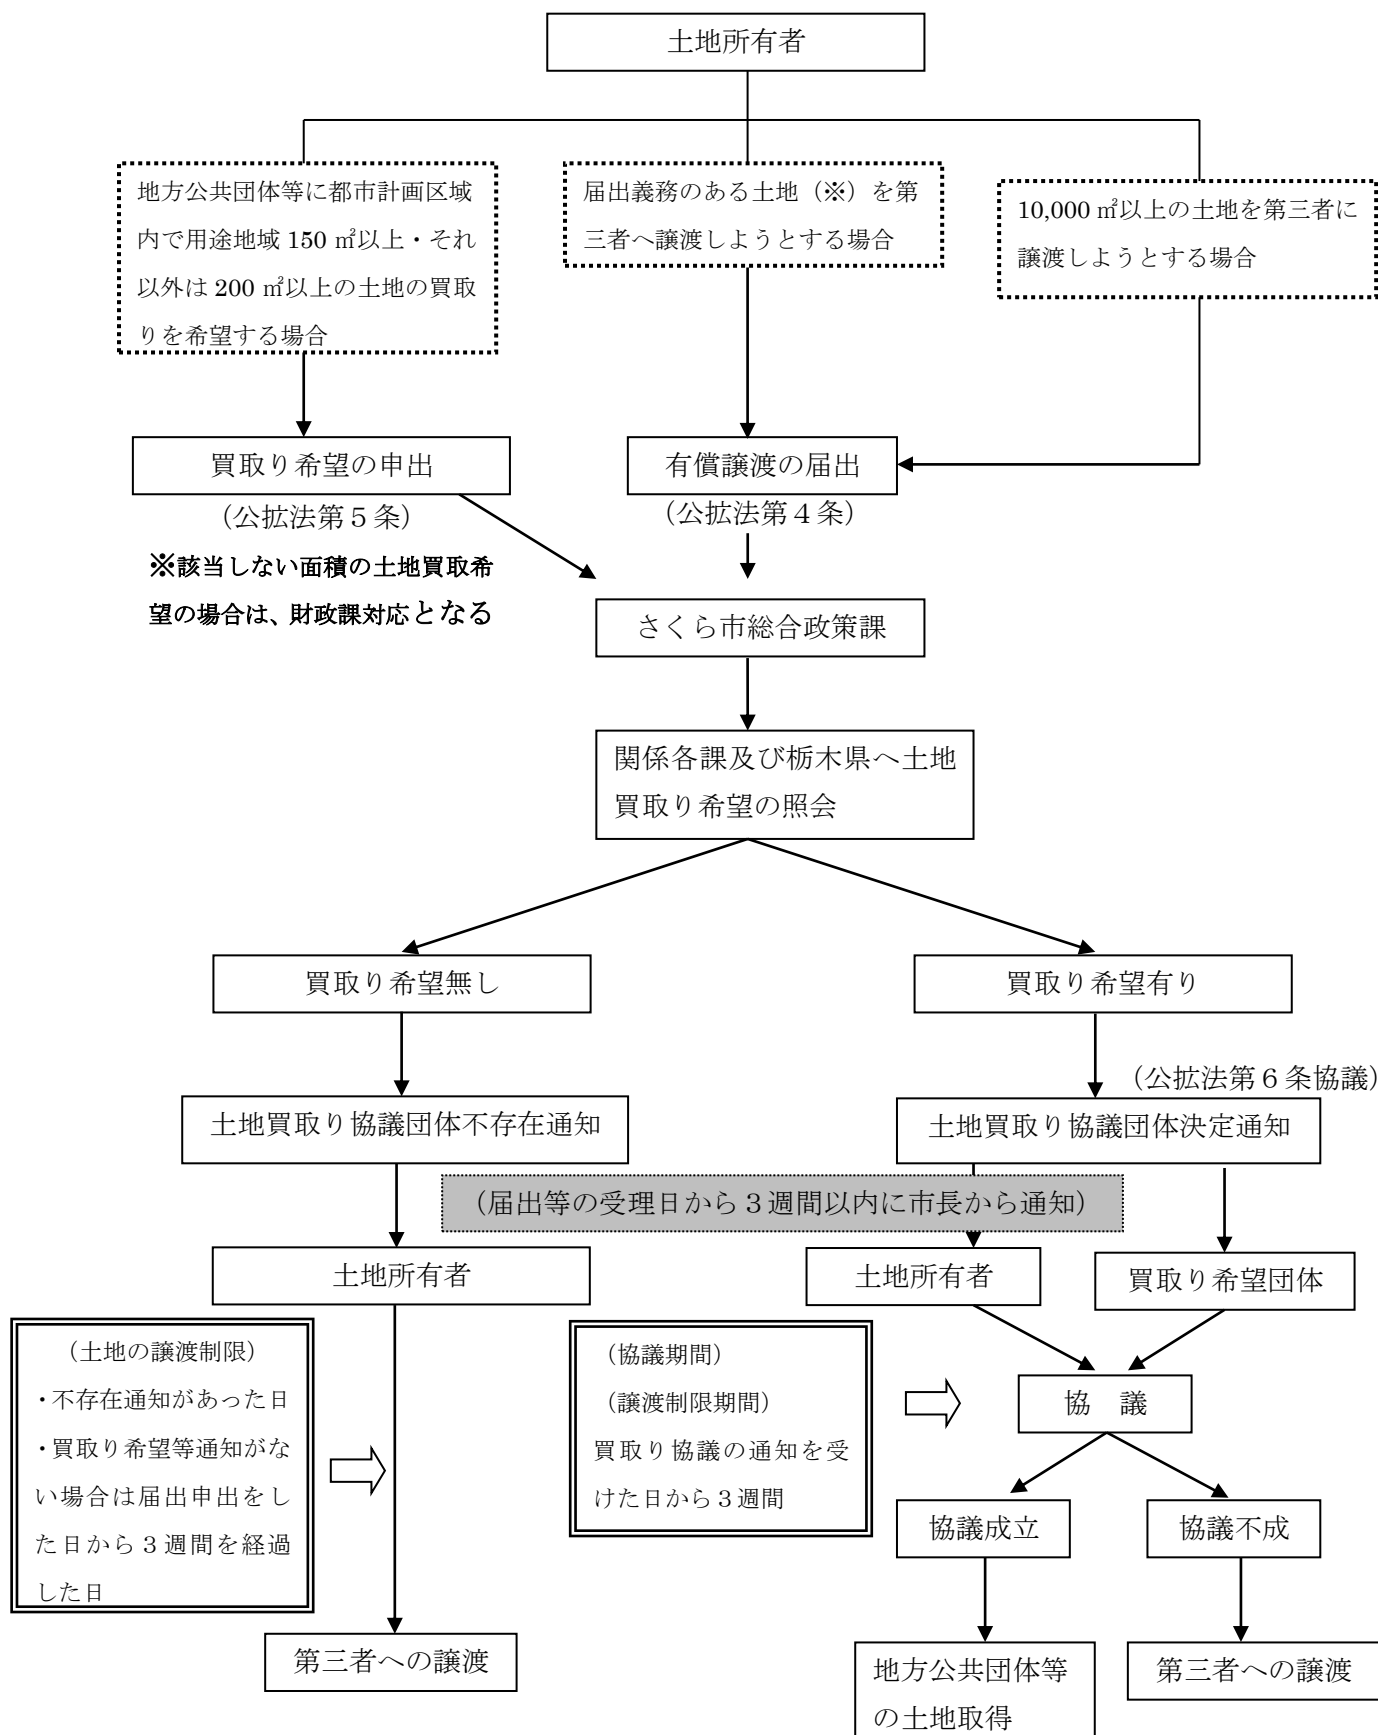 土地所有者
地方公共団体等に都市計画区域
内で用途地域 150 ㎡以上・それ
以外は 200 ㎡以上の土地の買取
りを希望する場合
届出義務のある土地（※）を第
三者へ譲渡しようとする場合
10,000 ㎡以上の土地を第三者に
譲渡しようとする場合
買取り希望の申出
（公拡法第５条）
※該当しない面積の土地買取希
望の場合は、財政課対応となる
有償譲渡の届出
（公拡法第４条）
さくら市総合政策課
関係各課及び栃木県へ土地
買取り希望の照会
買取り希望無し
買取り希望有り
（公拡法第６条協議）
土地買取り協議団体不存在通知
土地買取り協議団体決定通知
（届出等の受理日から３週間以内に市長から通知）
土地所有者
土地所有者
買取り希望団体
（土地の譲渡制限）
・不存在通知があった日
・買取り希望等通知がな
い場合は届出申出をし
た日から３週間を経過
した日
（協議期間）
（譲渡制限期間）
買取り協議の通知を受
けた日から３週間
協　議
協議成立
協議不成
第三者への譲渡
地方公共団体等
の土地取得
第三者への譲渡